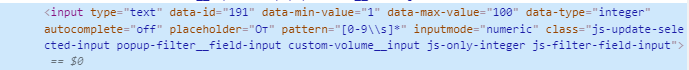 <input type="text" data-id="191" data-min-value="1" data-max-value="100" data-type="integer"
autocomplete="off" placeholder="От" pattern="[0-9\\s]*" inputmode="numeric" class="js-update-sele
cted-input popup-filter__field-input custom-volume__input js-only-integer js-filter-field-input">
== $0